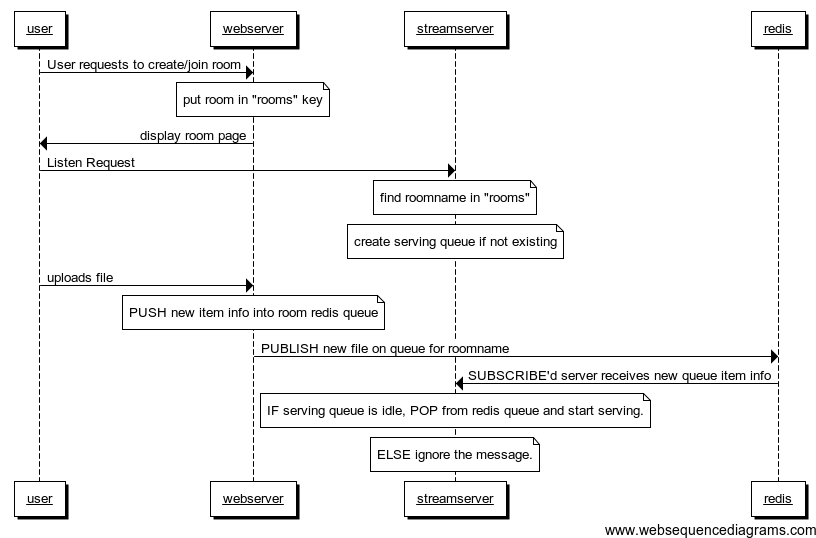 user webserver streamserver redis
User requests to create/join room
put room in "rooms" key
display room page
Listen Request
find roomname in "rooms"
create serving queue if not existing
uploads file
PUSH new item info into room redis queue
PUBLISH new file on queue for roomname
SUBSCRIBE'd server receives new queue item info
IF serving queue is idle, POP from redis queue and start serving.
ELSE ignore the message.
user webserver streamserver redis
www.websequencediagrams.com